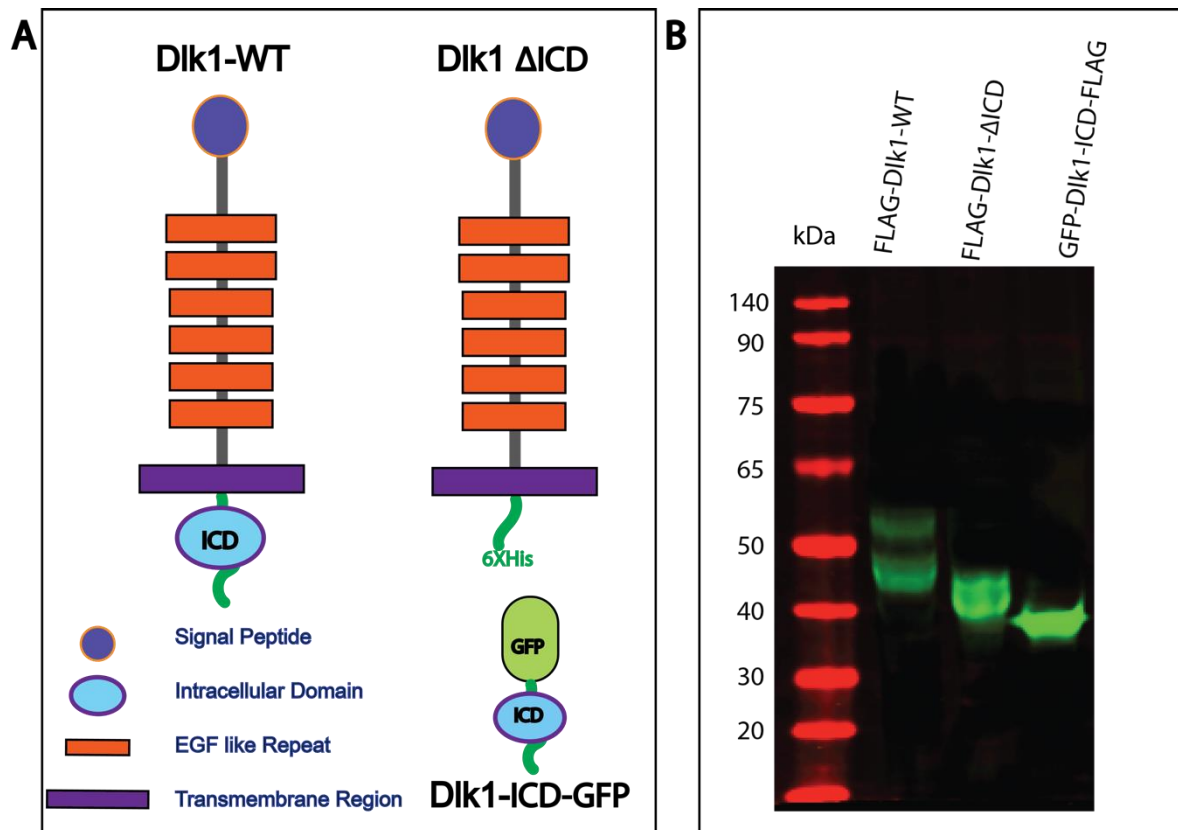 A
Dlk1-WT
Dlk1 ΔICD
ICD
6XHis
Signal Peptide
Intracellular Domain
EGF like Repeat
Transmembrane Region
GFP
ICD
Dlk1-ICD-GFP
B
kDa
FLAG-Dlk1-WT
FLAG-Dlk1-ΔICD
GFP-Dlk1-ICD-FLAG
140
90
75
65
50
40
30
20